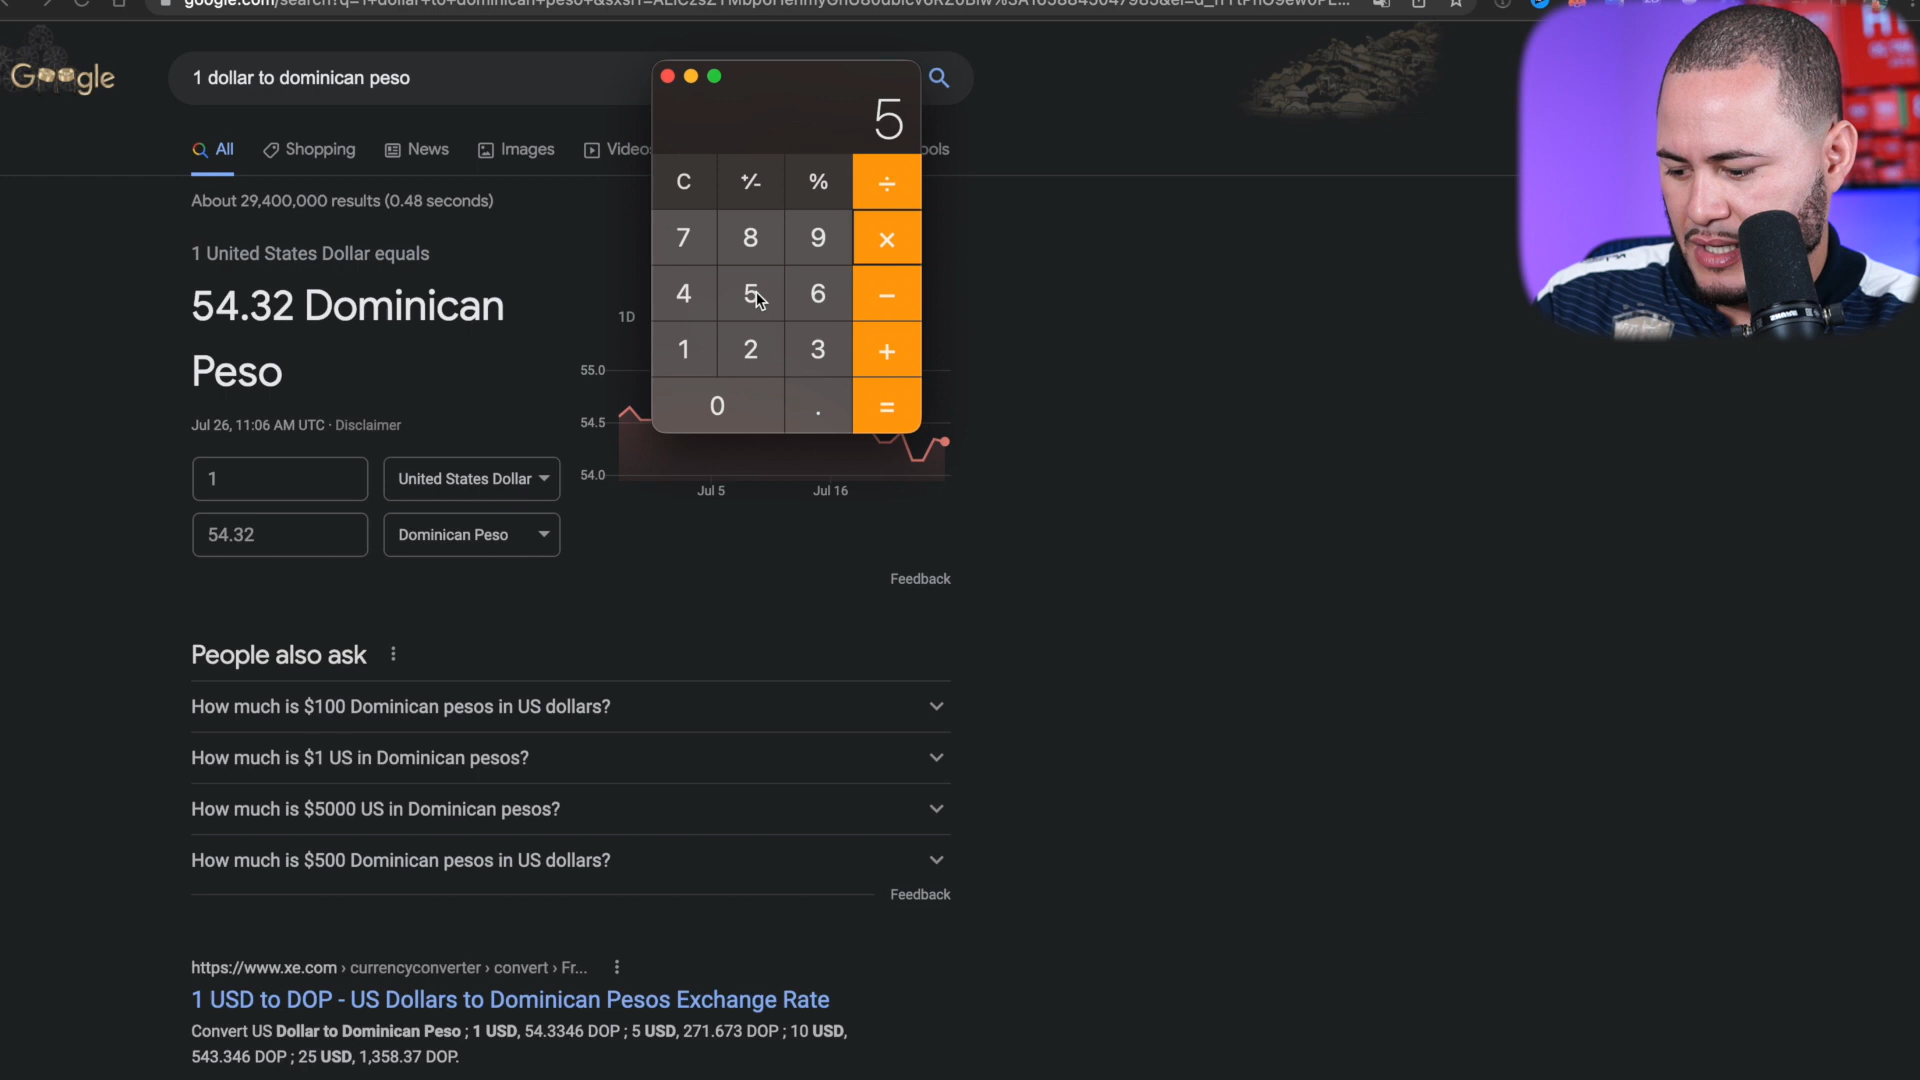 Google
1 dollar to dominican peso
All
Shopping
News
Images
ools
About 29,400,000 results (0.48 seconds)
1 United States Dollar equals
54.32 Dominican
Peso
Jul 26, 11:06 AM UTC · Disclaimer
1
United States Dollar
54.32
Dominican Peso
1D
55.0
54.5
54.0
Jul 5
Jul 16
Feedback
5
C +/- % ÷
7 8 9 ×
4 5 6 −
1 2 3 +
0 . =
People also ask
How much is $100 Dominican pesos in US dollars?
How much is $1 US in Dominican pesos?
How much is $5000 US in Dominican pesos?
How much is $500 Dominican pesos in US dollars?
Feedback
https://www.xe.com › currencyconverter › convert › Fr...
1 USD to DOP - US Dollars to Dominican Pesos Exchange Rate
Convert US Dollar to Dominican Peso ; 1 USD, 54.3346 DOP ; 5 USD, 271.673 DOP ; 10 USD,
543.346 DOP ; 25 USD, 1,358.37 DOP.